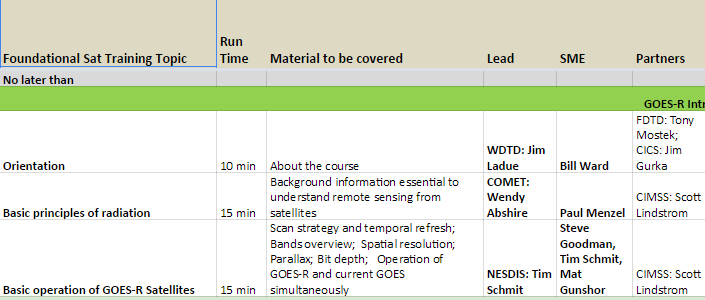 Foundational Sat Training Topic
Run
Time
Material to be covered
Lead
SME
Partners
No later than
GOES-R
Orientation
10 min
About the course
WDTD: Jim
Ladue
Bill Ward
FDTD: Tony
Mostek;
CICS: Jim
Gurka
Basic principles of radiation
15 min
Background information essential to
understand remote sensing from
satellites
COMET:
Wendy
Abshire
Paul Menzel
CIMSS: Scott
Lindstrom
Basic operation of GOES-R Satellites
15 min
Scan strategy and temporal refresh;
Bands overview; Spatial resolution;
Parallax; Bit depth; Operation of
GOES-R and current GOES
simultaneously
NESDIS: Tim
Schmit
Steve
Goodman,
Tim Schmit,
Mat
Gunshor
CIMSS: Scott
Lindstrom